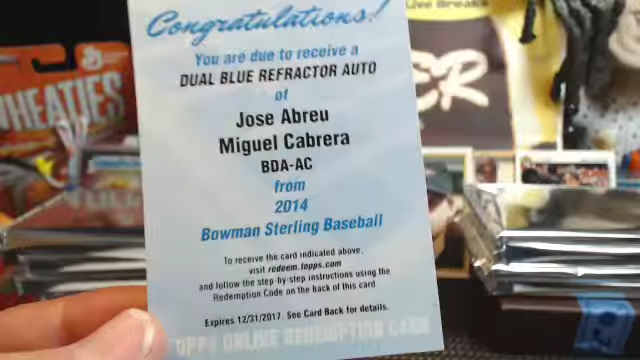 Live Breaks
Congratulations!
You are due to receive a
DUAL BLUE REFRACTOR AUTO
of
Jose Abreu
Miguel Cabrera
BDA-AC
from
2014
Bowman Sterling Baseball
To receive the card indicated above,
visit redeem.topps.com
and follow the step-by-step instructions using the
Redemption Code on the back of this card.
Expires 12/31/2017. See Card Back for details.
TOPPS ONLINE REDEMPTION CARD
WHEATIES
ER